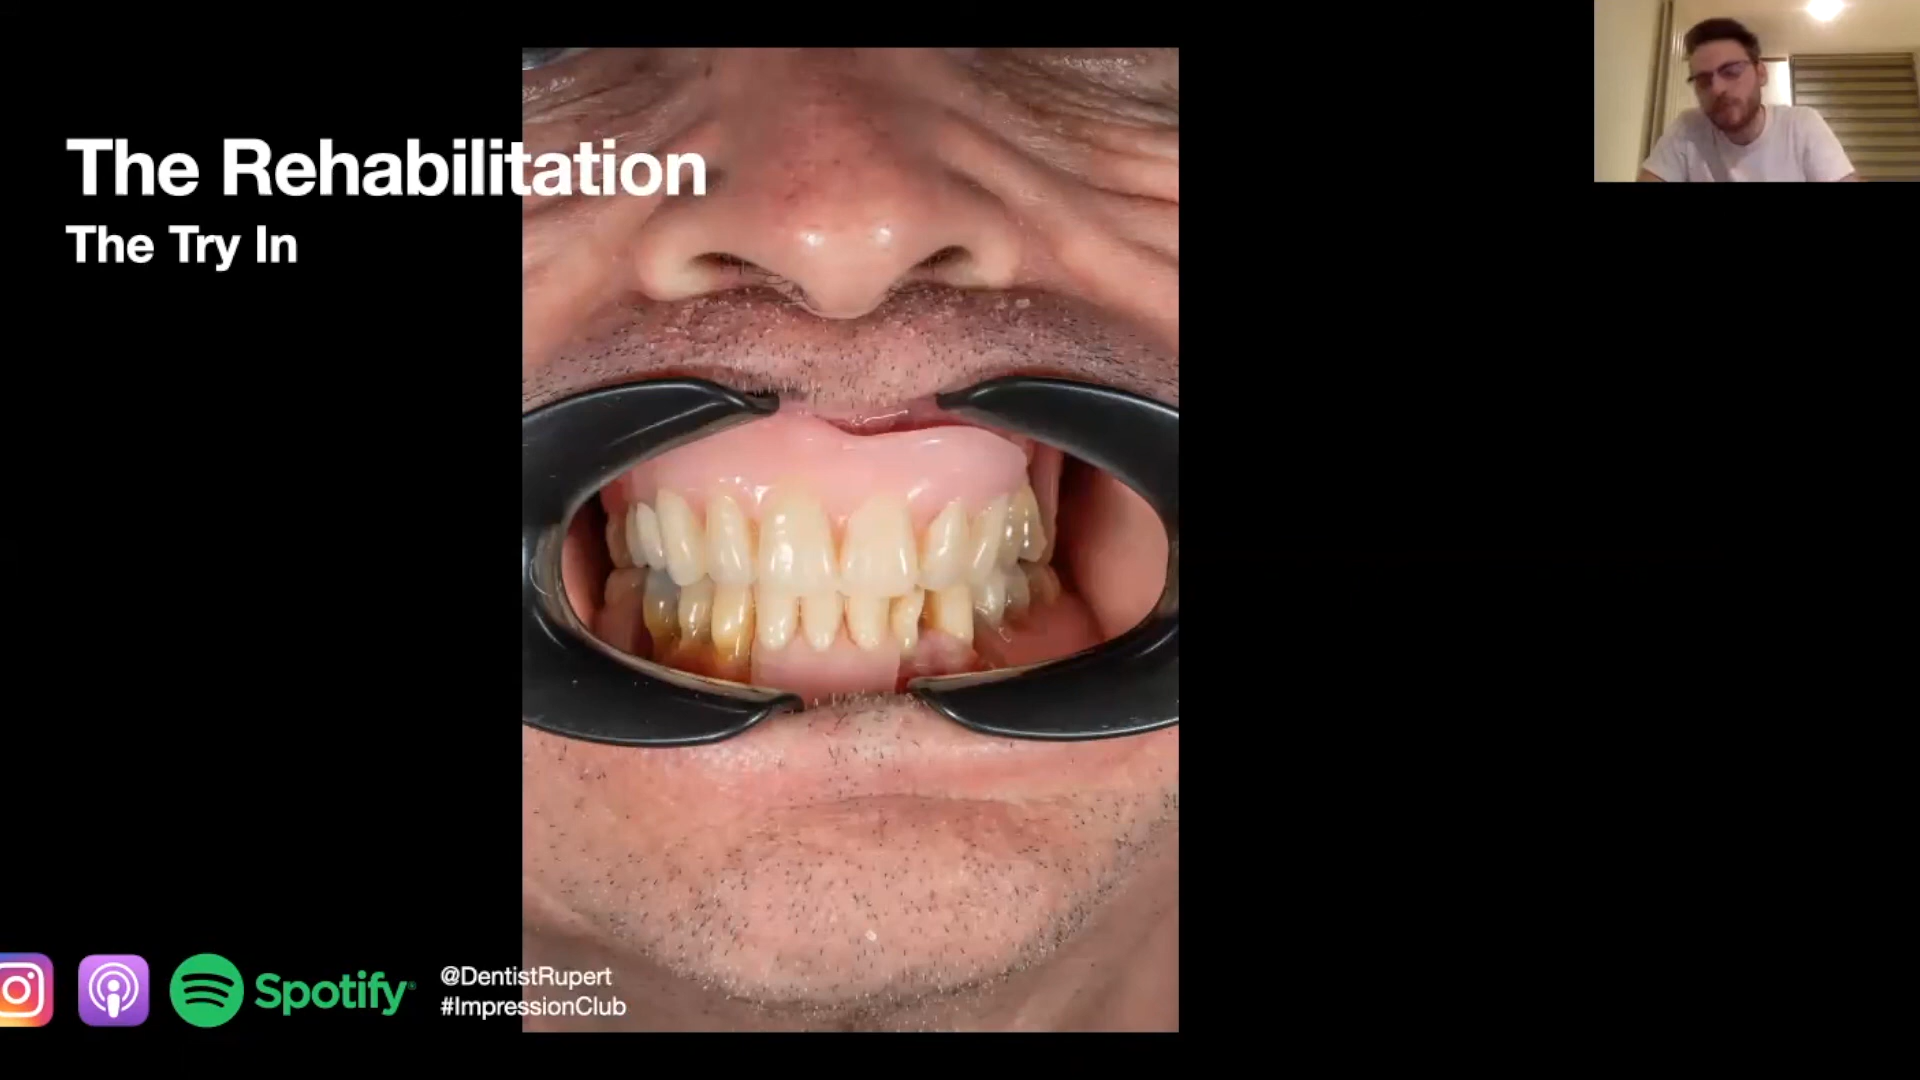 The Rehabilitation
The Try In
Spotify
@DentistRupert
#ImpressionClub